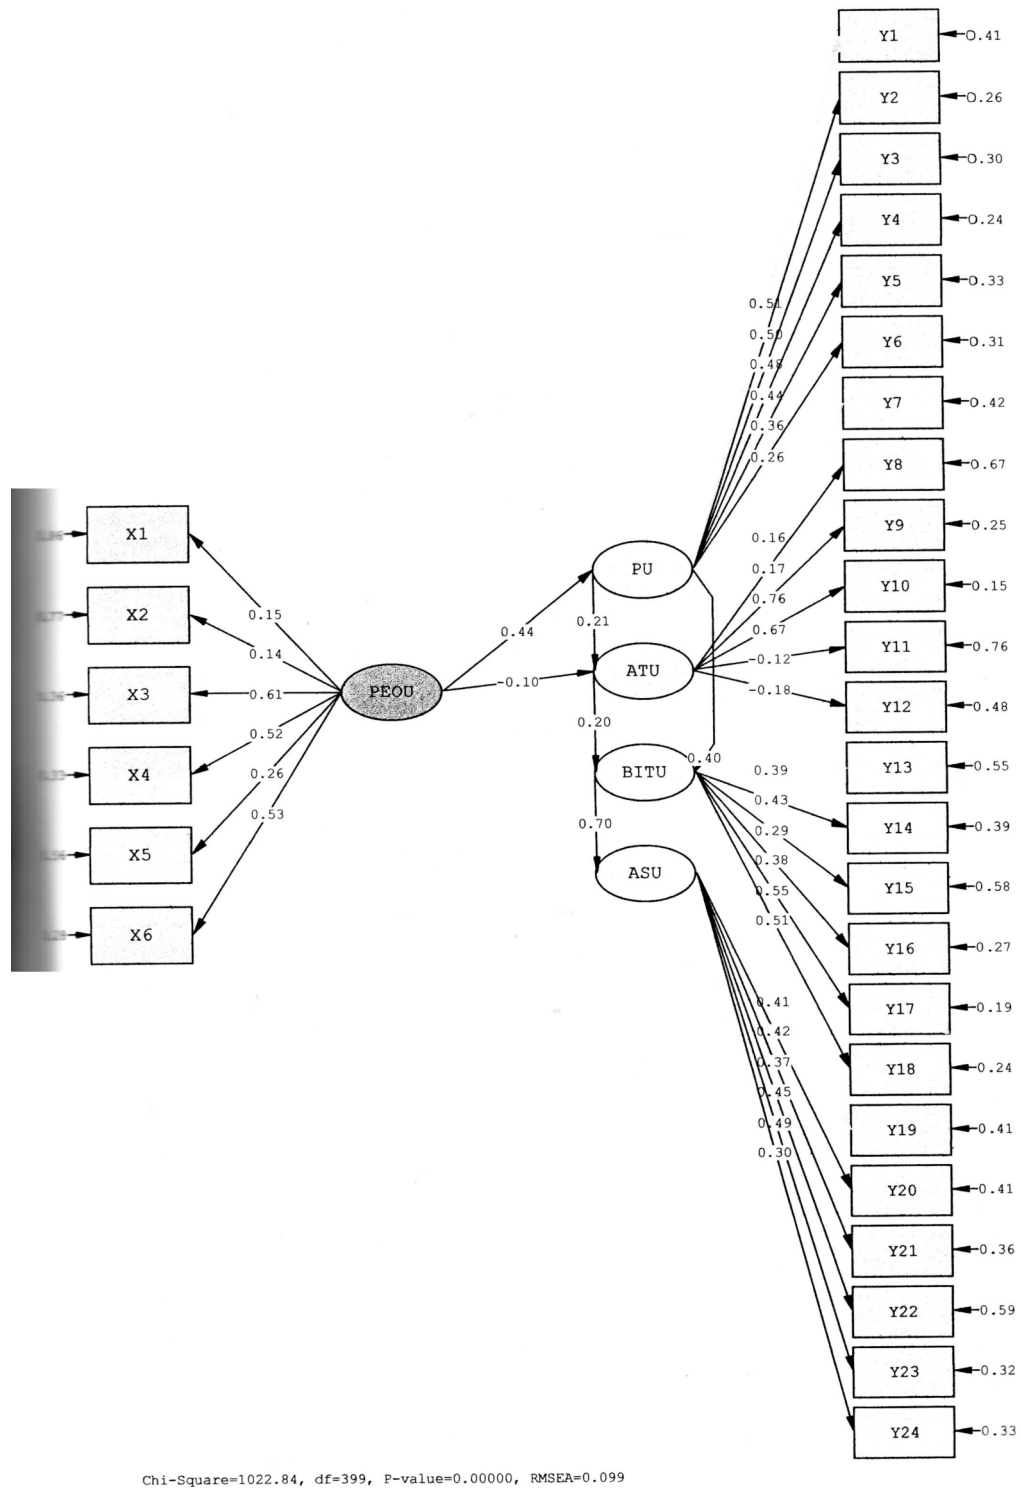 Y1 0.41
Y2 0.26
Y3 0.30
Y4 0.24
Y5 0.33
0.51
Y6 0.31
0.50
0.48
0.44
Y7 0.42
0.36
0.26
Y8 0.67
Y9 0.25
X1
0.16
PU
0.17
Y10 0.15
0.76
X2
0.15
0.44
0.21
0.67
Y11 0.76
0.14
-0.12
X3
0.61
PEOU
-0.10
ATU
-0.18
Y12 0.48
0.52
0.20
0.40
Y13 0.55
X4
0.26
BITU
0.39
0.53
0.43
Y14 0.39
0.70
0.29
X5
0.38
ASU
Y15 0.58
0.55
0.51
X6
Y16 0.27
0.41
Y17 0.19
0.42
0.37
Y18 0.24
0.45
0.49
Y19 0.41
0.30
Y20 0.41
Y21 0.36
Y22 0.59
Y23 0.32
Y24 0.33
Chi-Square=1022.84, df=399, P-value=0.00000, RMSEA=0.099